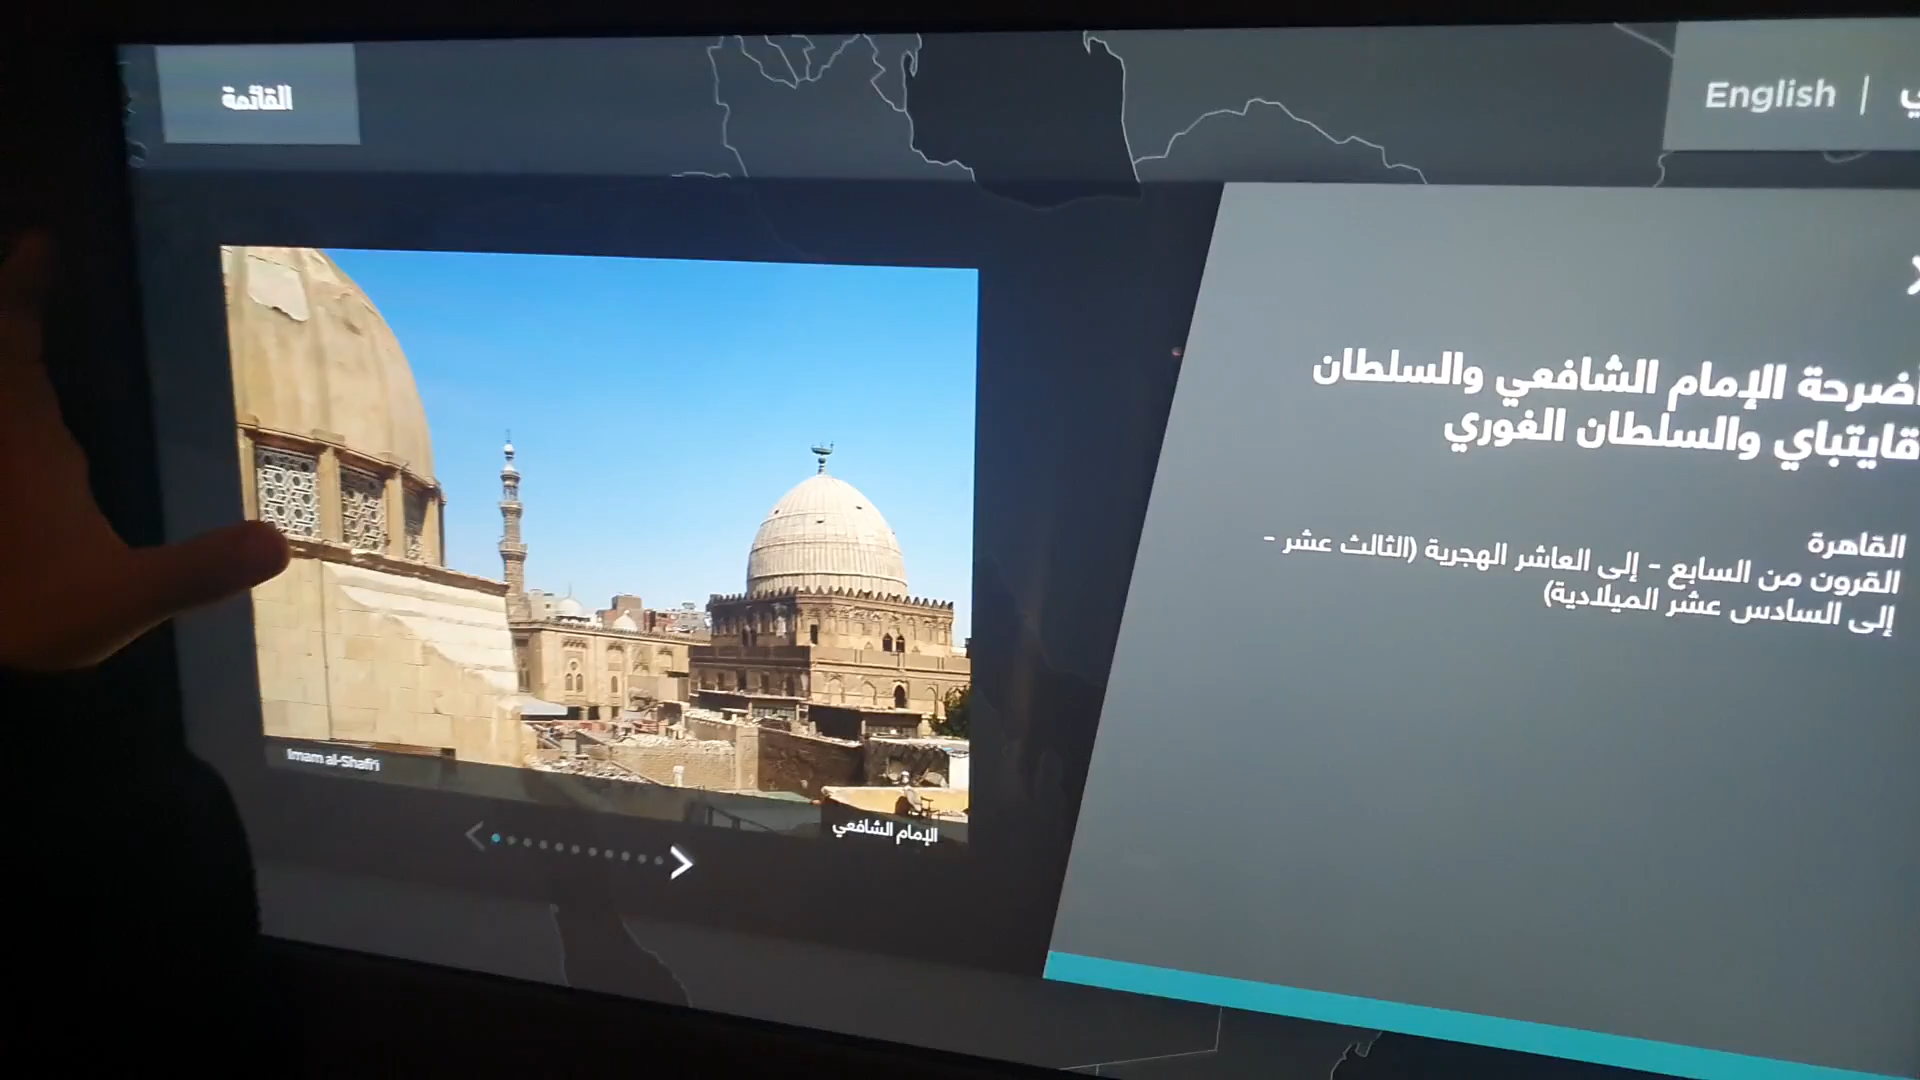 القائمة
English |
أضرحة الإمام الشافعي والسلطان
قايتباي والسلطان الغوري
القاهرة
القرون من السابع - إلى العاشر الهجرية (الثالث عشر -
إلى السادس عشر الميلادية)
Imam al-Shafi'i
الإمام الشافعي